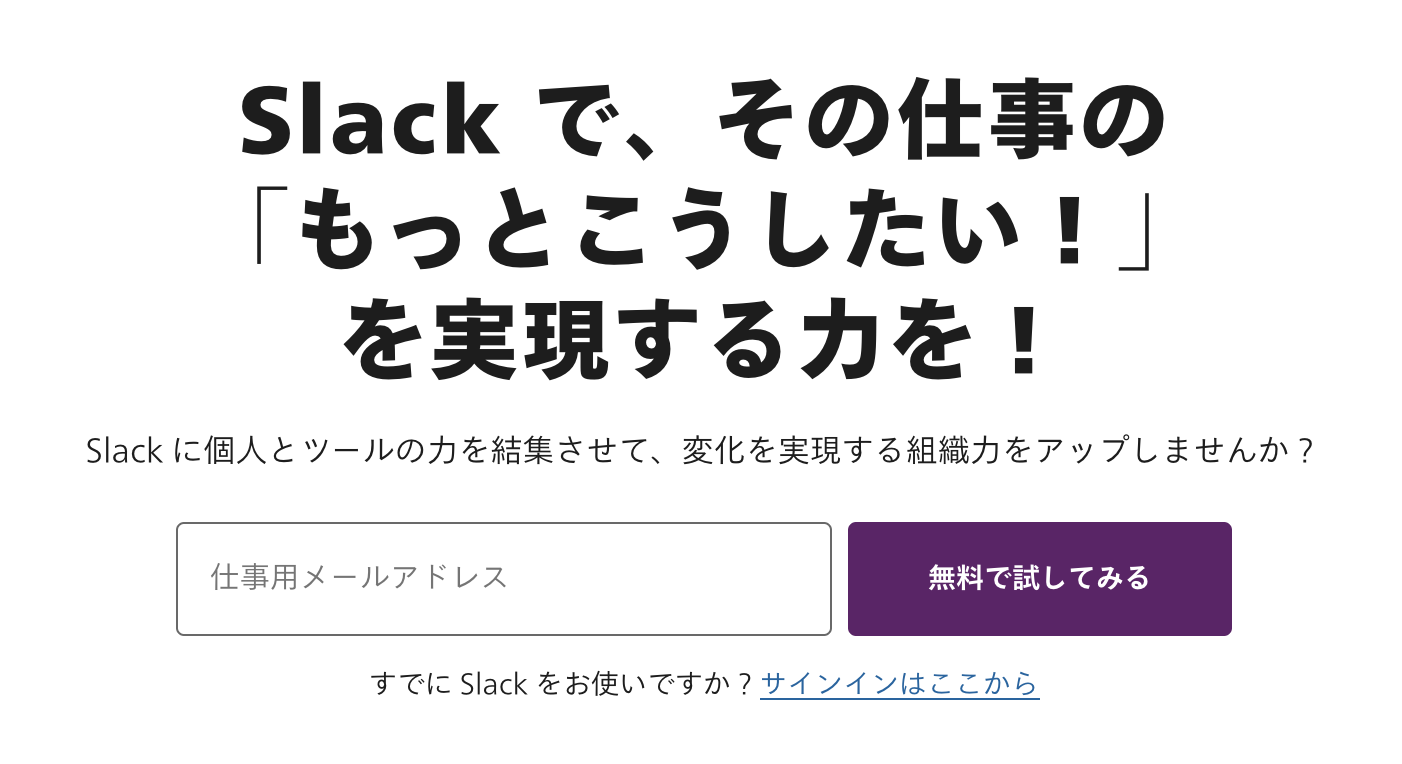 Slack で、その仕事の
「もっとこうしたい！」
を実現する力を！
Slack に個人とツールの力を結集させて、変化を実現する組織力をアップしませんか？
仕事用メールアドレス
無料で試してみる
すでに Slack をお使いですか？サインインはここから